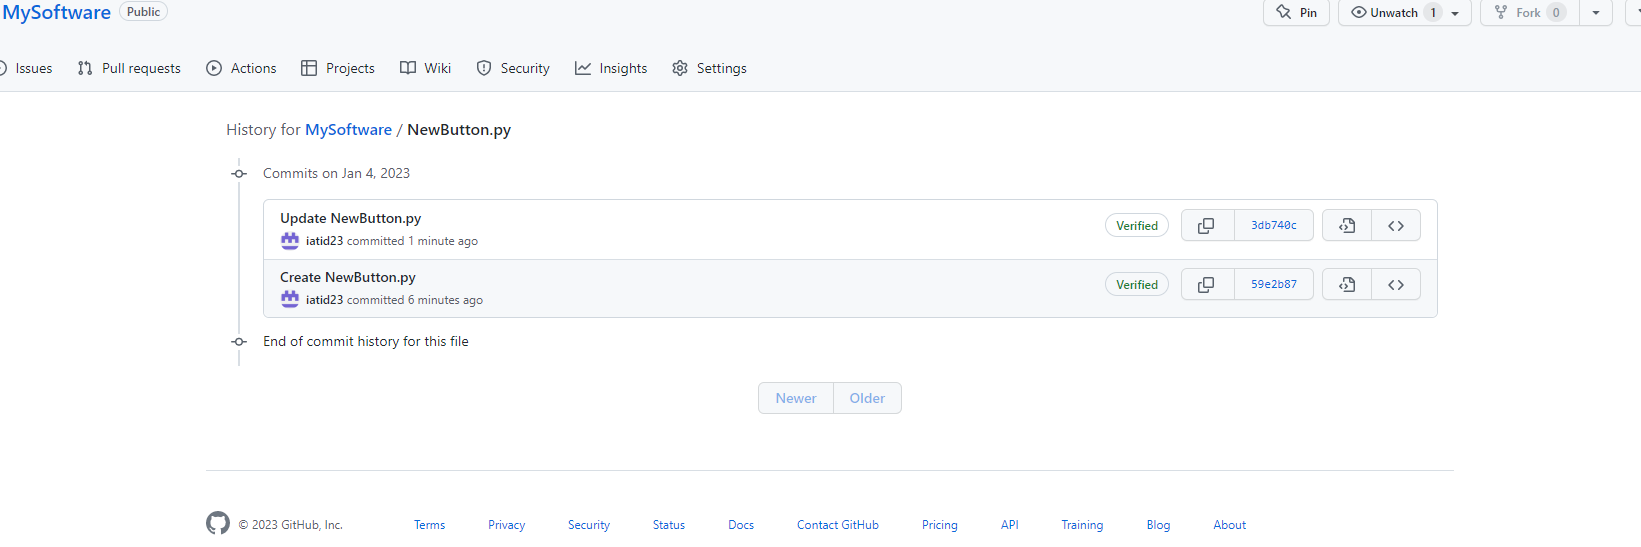 MySoftware Public Pin Unwatch 1 Fork 0
Issues Pull requests Actions Projects Wiki Security Insights Settings
History for MySoftware / NewButton.py
Commits on Jan 4, 2023
Update NewButton.py
iatid23 committed 1 minute ago
Verified 3db740c
Create NewButton.py
iatid23 committed 6 minutes ago
Verified 59e2b87
End of commit history for this file
Newer Older
© 2023 GitHub, Inc. Terms Privacy Security Status Docs Contact GitHub Pricing API Training Blog About